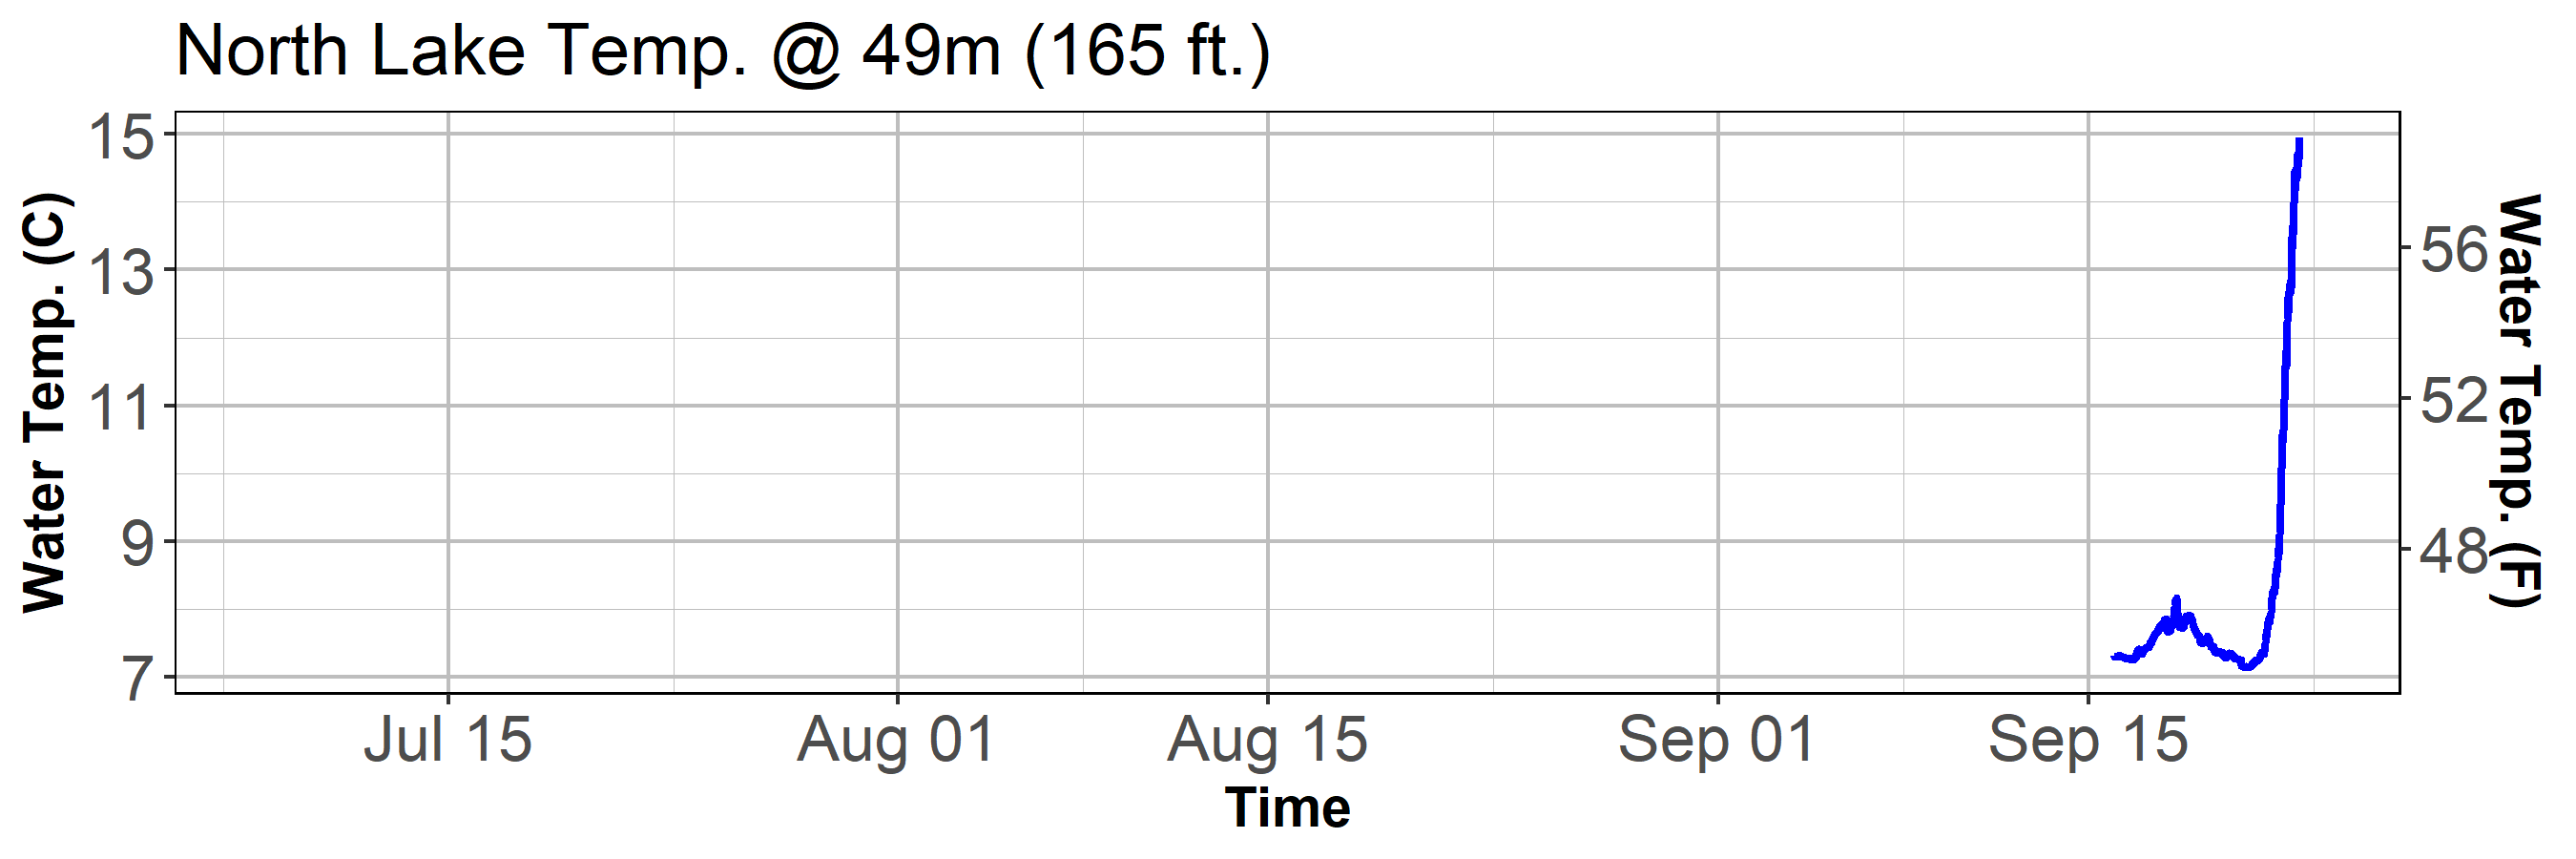 North Lake Temp. @ 49m (165 ft.)
Water Temp. (C)
15
13
11
9
7
56
52
48
Water Temp. (F)
Jul 15
Aug 01
Aug 15
Sep 01
Sep 15
Time